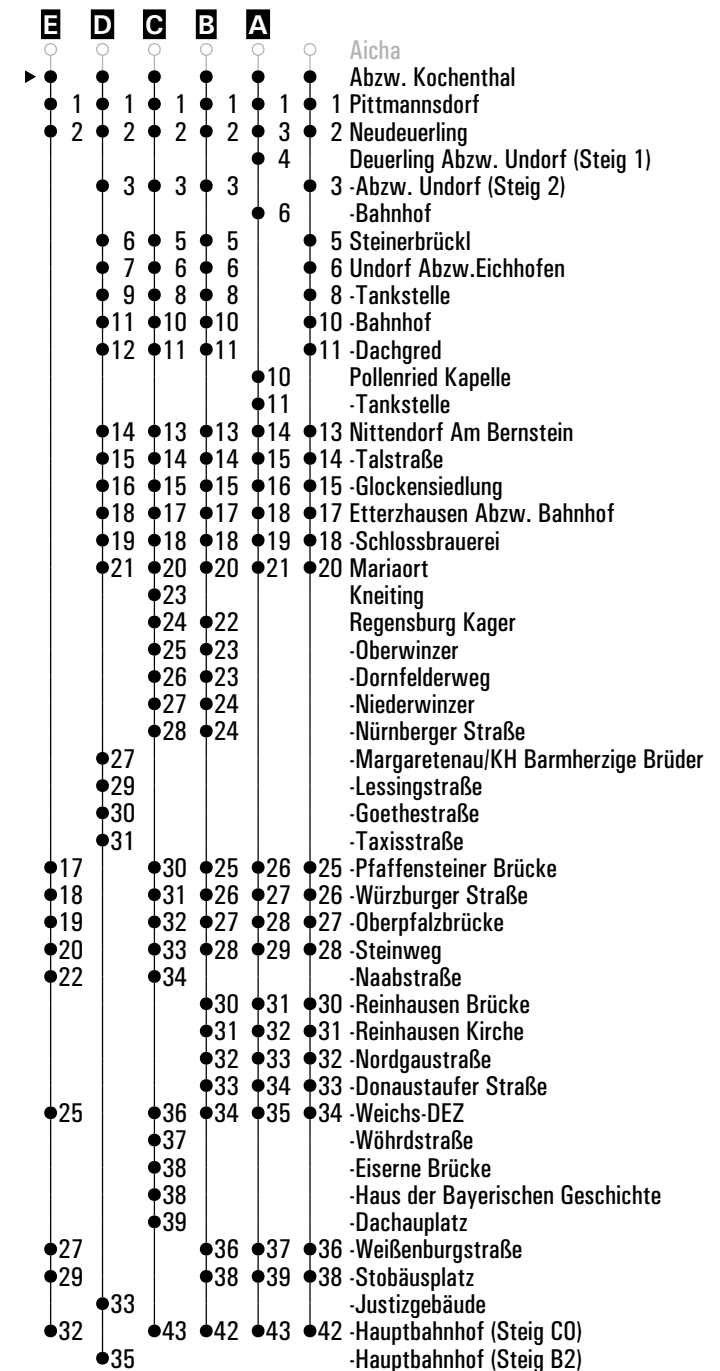 E D C B A
Aicha
Abzw. Kochenthal
1 1 1 1 1 1 Pittmannsdorf
2 2 2 2 3 2 Neudeuerling
4 Deuerling Abzw. Undorf (Steig 1)
3 3 3 3 -Abzw. Undorf (Steig 2)
6 -Bahnhof
6 5 5 5 Steinerbrückl
7 6 6 6 Undorf Abzw.Eichhofen
9 8 8 8 -Tankstelle
11 10 10 10 -Bahnhof
12 11 11 11 -Dachgred
10 Pollenried Kapelle
11 -Tankstelle
14 13 13 14 13 Nittendorf Am Bernstein
15 14 14 15 14 -Talstraße
16 15 15 16 15 -Glockensiedlung
18 17 17 18 17 Etterzhausen Abzw. Bahnhof
19 18 18 19 18 -Schlossbrauerei
21 20 20 21 20 Mariaort
23 Kneiting
24 22 Regensburg Kager
25 23 -Oberwinzer
26 23 -Dornfelderweg
27 24 -Niederwinzer
28 24 -Nürnberger Straße
27 -Margaretenau/KH Barmherzige Brüder
29 -Lessingstraße
30 -Goethestraße
31 -Taxisstraße
17 30 25 26 25 -Pfaffensteiner Brücke
18 31 26 27 26 -Würzburger Straße
19 32 27 28 27 -Oberpfalzbrücke
20 33 28 29 28 -Steinweg
22 34 -Naabstraße
30 31 30 -Reinhausen Brücke
31 32 31 -Reinhausen Kirche
32 33 32 -Nordgaustraße
33 34 33 -Donaustaufer Straße
25 36 34 35 34 -Weichs-DEZ
37 -Wöhrdstraße
38 -Eiserne Brücke
38 -Haus der Bayerischen Geschichte
39 -Dachauplatz
27 36 37 36 -Weißenburgstraße
29 38 39 38 -Stobäusplatz
33 -Justizgebäude
32 43 42 43 42 -Hauptbahnhof (Steig C0)
35 -Hauptbahnhof (Steig B2)